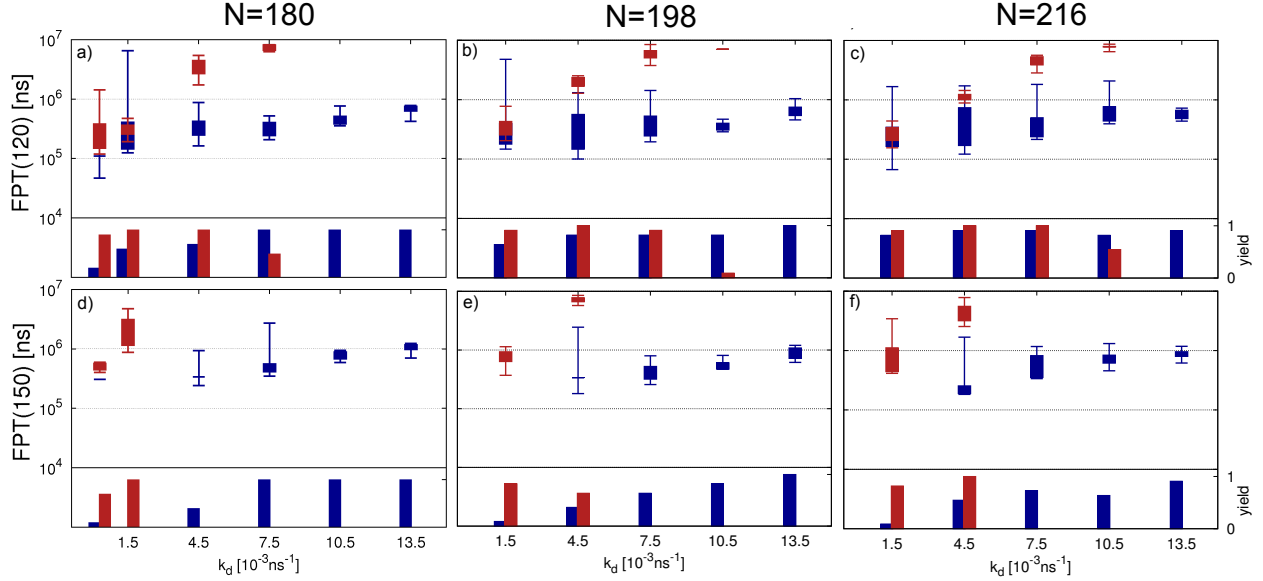 N=180 N=198 N=216
a) b) c)
10^7
10^6
10^5
10^4
FPT(120) [ns]
1
0
yield
d) e) f)
10^7
10^6
10^5
10^4
FPT(150) [ns]
1
0
yield
1.5 4.5 7.5 10.5 13.5 1.5 4.5 7.5 10.5 13.5 1.5 4.5 7.5 10.5 13.5
k_d [10^-3 ns^-1] k_d [10^-3 ns^-1] k_d [10^-3 ns^-1]